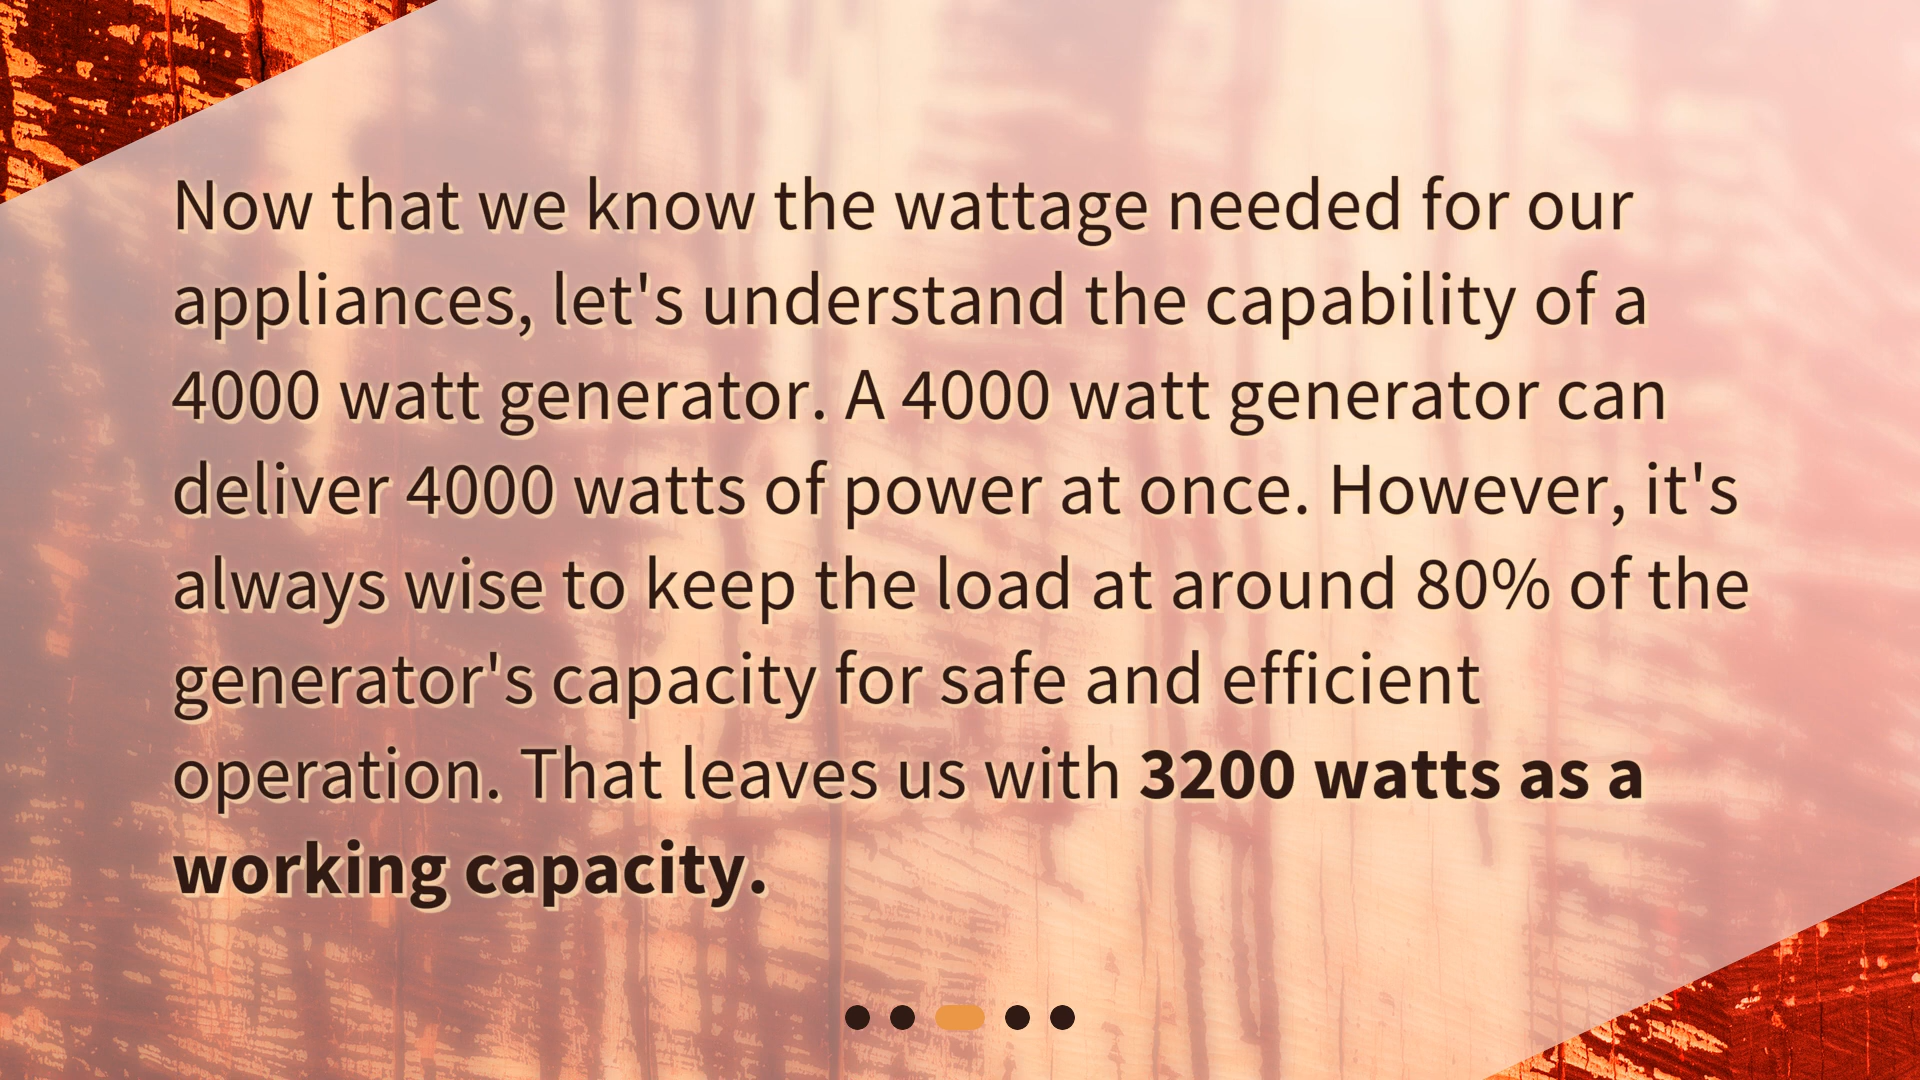 Now that we know the wattage needed for our
appliances, let's understand the capability of a
4000 watt generator. A 4000 watt generator can
deliver 4000 watts of power at once. However, it's
always wise to keep the load at around 80% of the
generator's capacity for safe and efficient
operation. That leaves us with 3200 watts as a
working capacity.